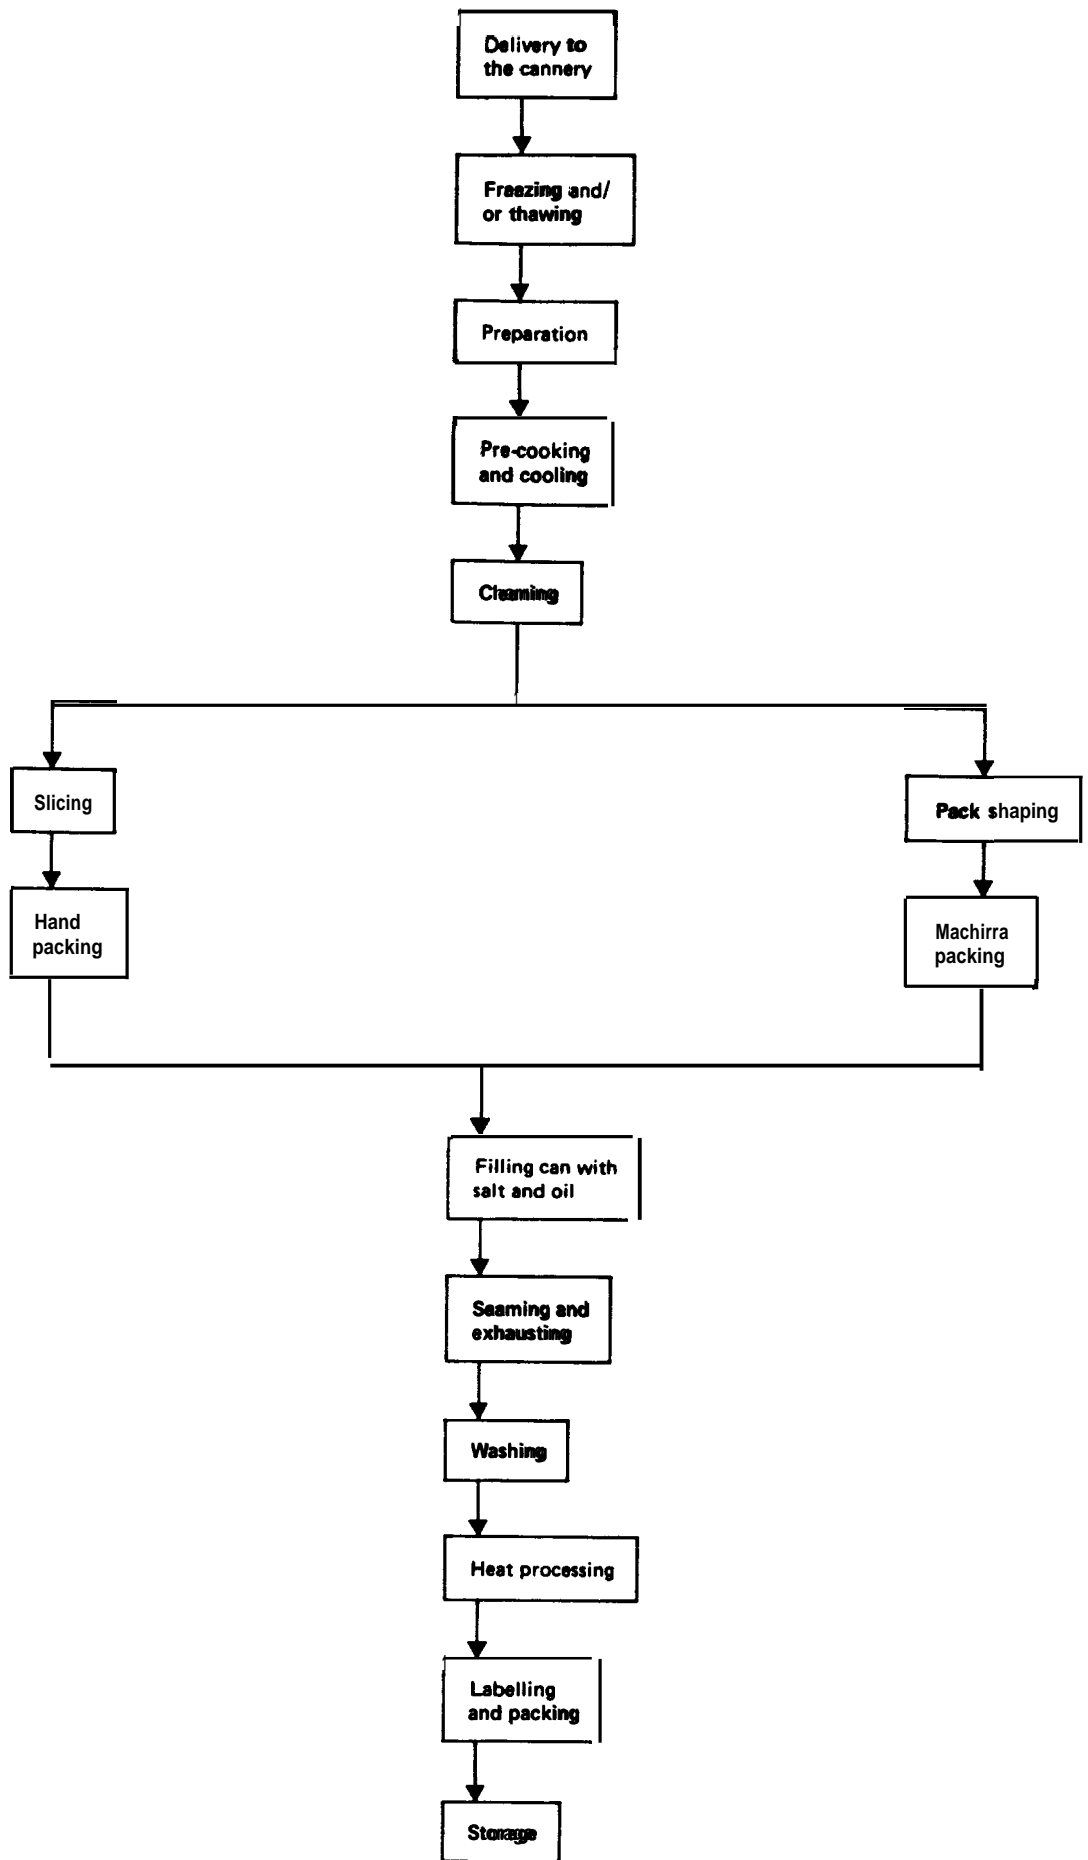 Delivery to
the cannery
Freezing and/
or thawing
Preparation
Pre-cooking
and cooling
Cleaming
Slicing
Pack shaping
Hand
packing
Machirra
packing
Filling can with
salt and oil
Seaming and
exhausting
Washing
Heat processing
Labelling
and packing
Storage